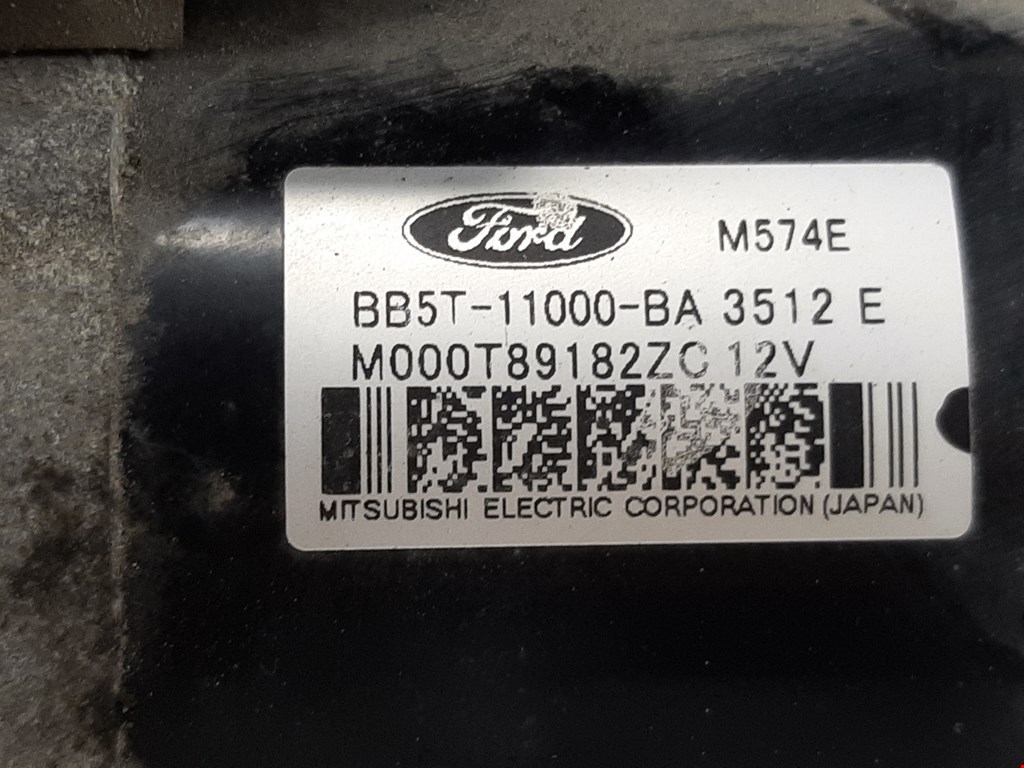 Ford
M574E
BB5T-11000-BA 3512 E
M000T89182ZC 12V
MITSUBISHI ELECTRIC CORPORATION (JAPAN)